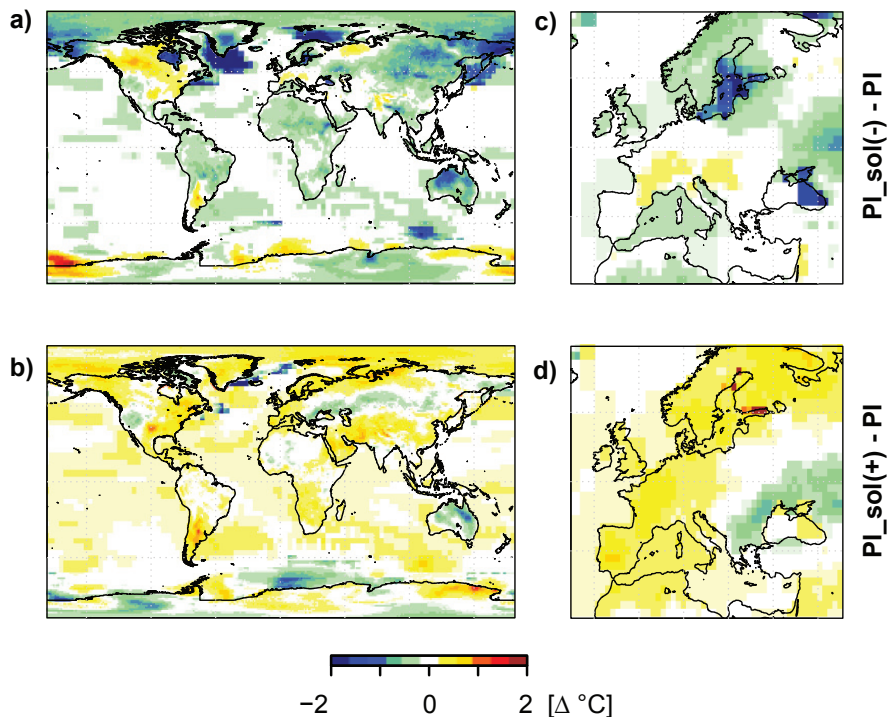 a)
c)
PI_sol(-) - PI
b)
d)
PI_sol(+) - PI
−2 0 2 [Δ °C]